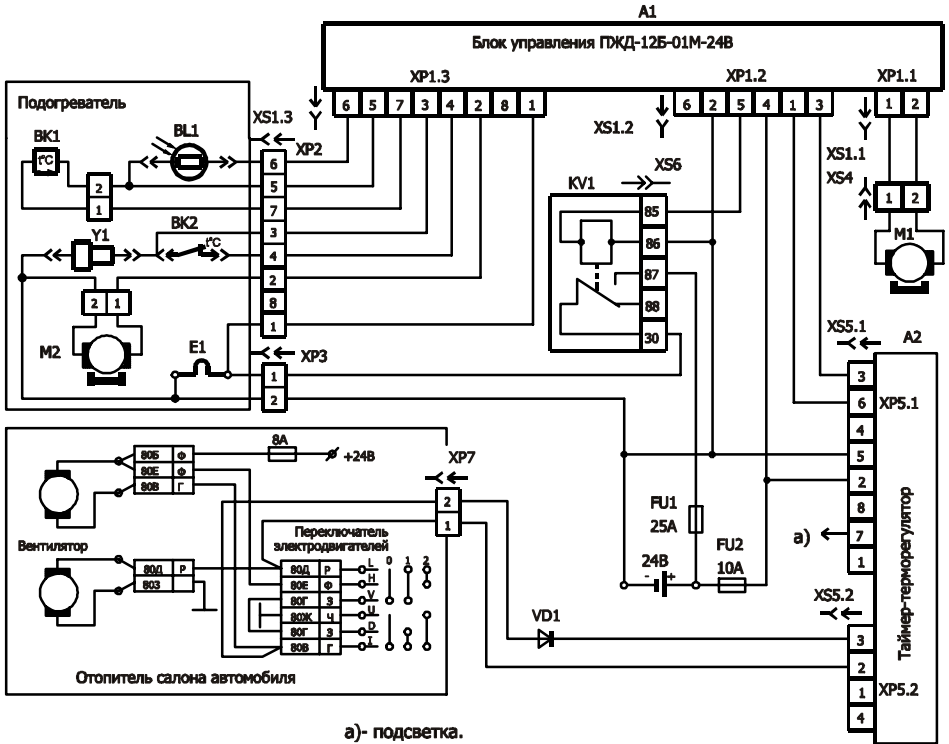 A1
Блок управления ПЖД-12Б-01М-24В
XP1.3 XP1.2 XP1.1
6 5 7 3 4 2 8 1
6 2 5 4 1 3
1 2
Подогреватель
XS1.3
XS1.2
XS1.1
XS4
1 2
M1
BK1
t°C
BL1
XP2
6
5
7
3
4
2
8
1
2
1
Y1
BK2
t°C
2 1
M2
E1
XP3
1
2
KV1
XS6
85
86
87
88
30
XS5.1
A2
3
6
4
5
2
8
7
1
XP5.1
а)
Таймер-терморегулятор
XS5.2
3
2
1
4
XP5.2
FU1
25А
24В
- +
FU2
10А
VD1
80Б Ф
80Е Ф
80В Г
8А
+24В
XP7
2
1
Вентилятор
80Д Р
80З
Переключатель
электродвигателей
80Д Р L 0 1 2
80Е Ф H
80Г З V
80Ж Ч U
80Г З D
80В Г I
Отопитель салона автомобиля
а)- подсветка.